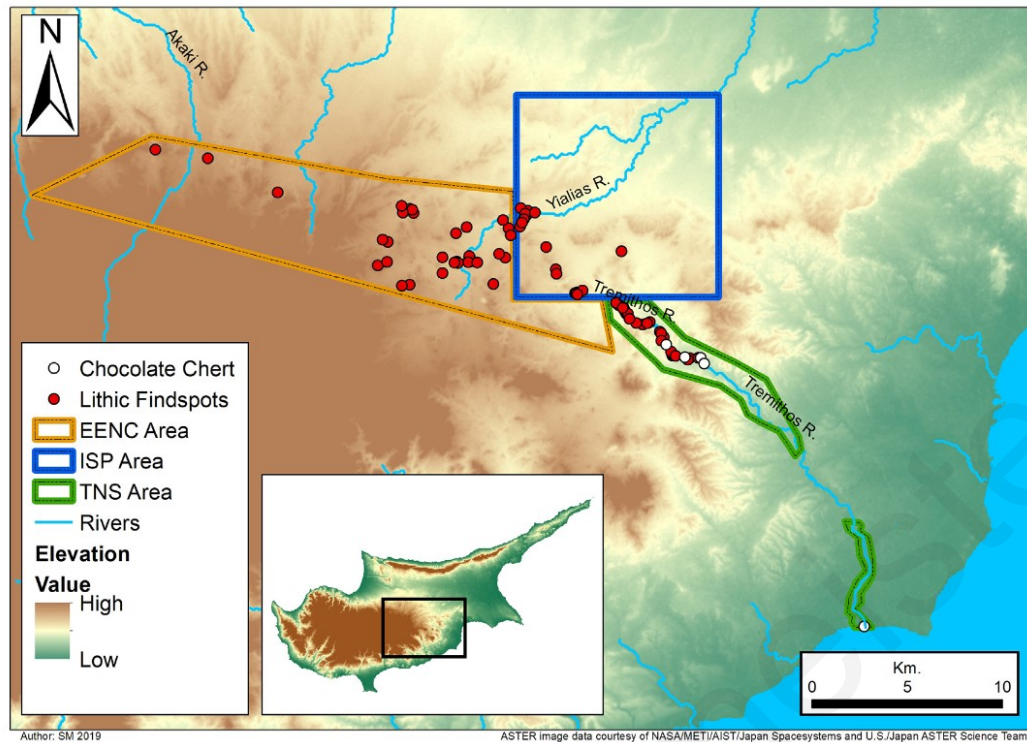 N
Akaki R.
Yialias R.
Tremithos R.
Tremithos R.
Chocolate Chert
Lithic Findspots
EENC Area
ISP Area
TNS Area
Rivers
Elevation
Value
High
Low
Km.
0 5 10
Author: SM 2019
ASTER image data courtesy of NASA/METI/AIST/Japan Spacesystems and U.S./Japan ASTER Science Team